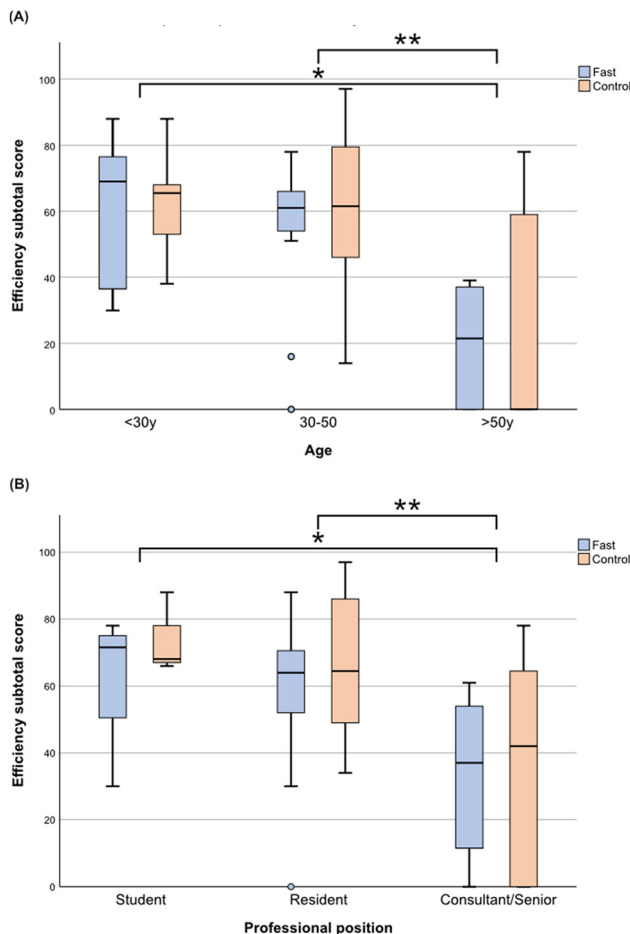 (A)
**
*
Fast
Control
100
80
60
40
20
0
Efficiency subtotal score
<30y
30-50
>50y
Age
(B)
**
*
Fast
Control
100
80
60
40
20
0
Efficiency subtotal score
Student
Resident
Consultant/Senior
Professional position